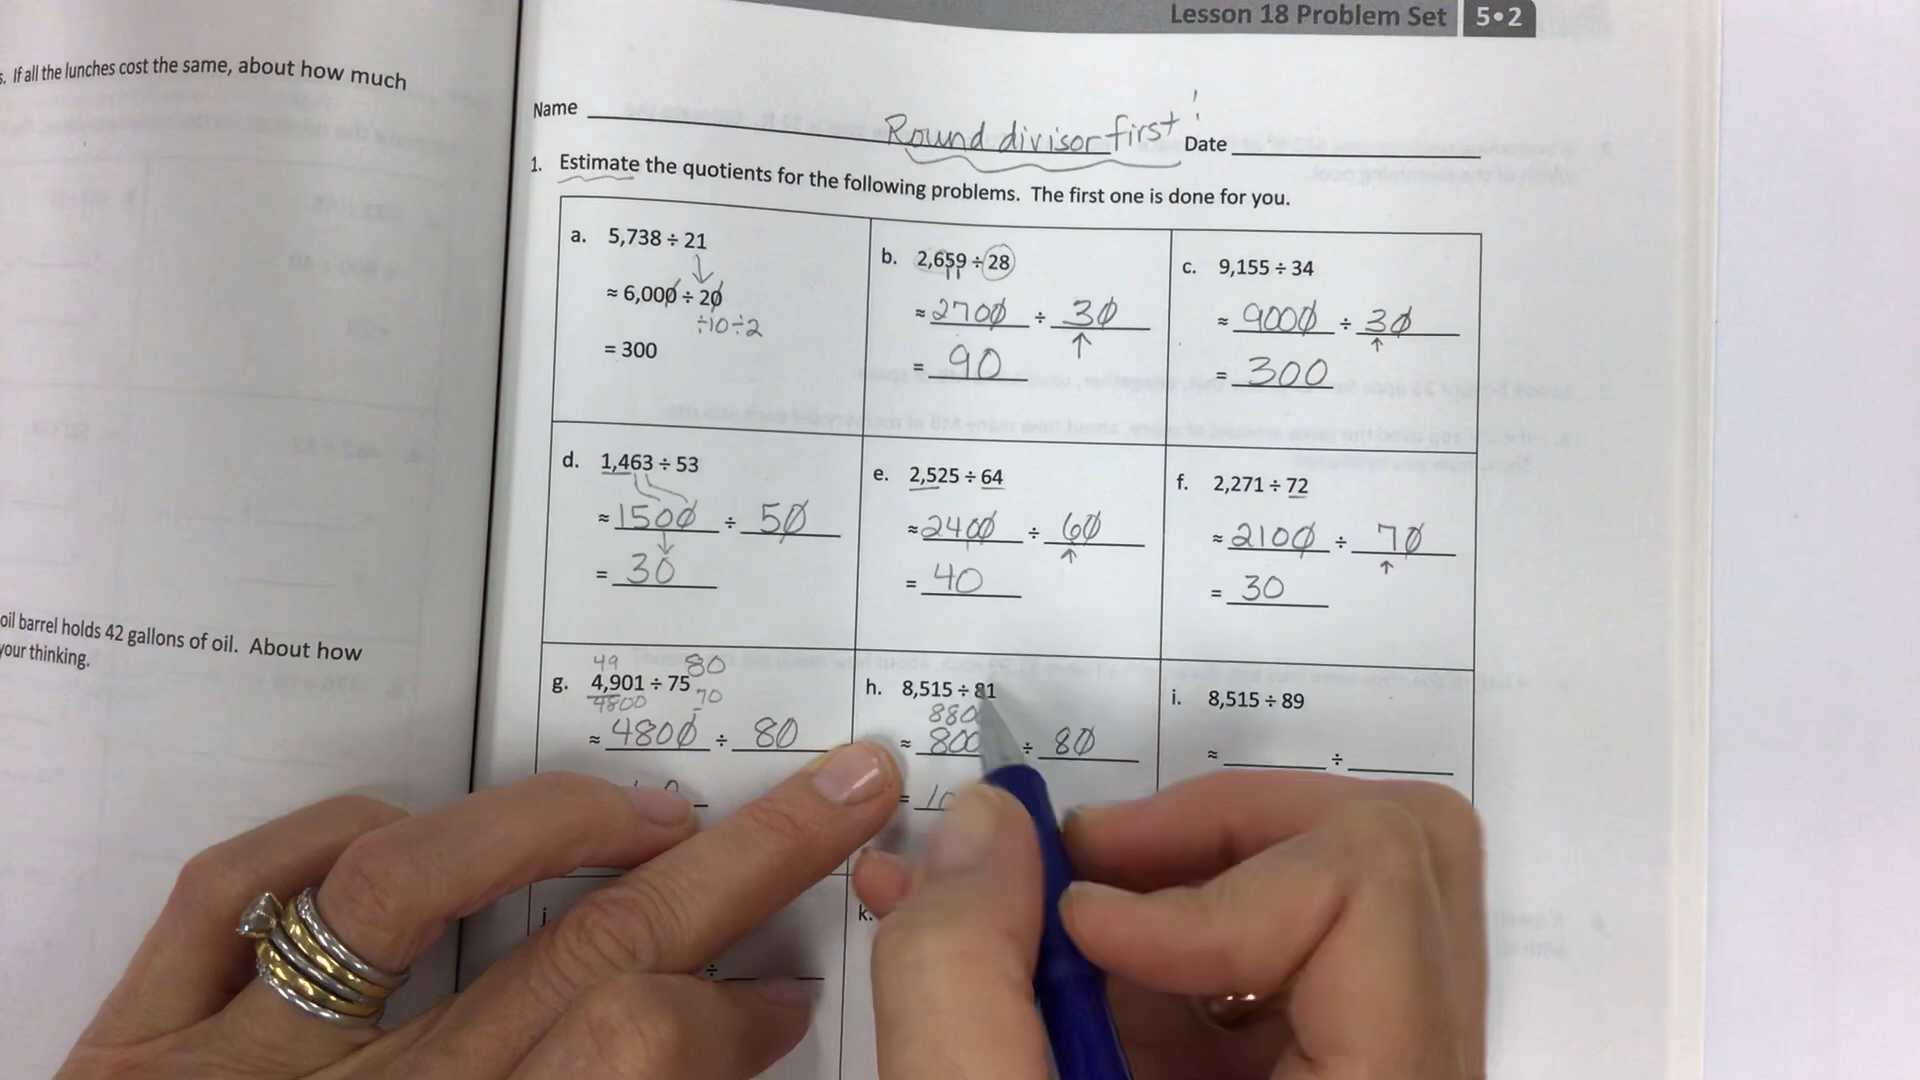 s. If all the lunches cost the same, about how much
oil barrel holds 42 gallons of oil. About how
your thinking.
Lesson 18 Problem Set 5•2
Round divisor first!
Name Date
1. Estimate the quotients for the following problems. The first one is done for you.
a. 5,738 ÷ 21
≈ 6,000 ÷ 20
÷10÷2
= 300
b. 2,659 ÷ 28
≈ 2700 ÷ 30
= 90
c. 9,155 ÷ 34
≈ 9000 ÷ 30
= 300
d. 1,463 ÷ 53
≈ 1500 ÷ 50
= 30
e. 2,525 ÷ 64
≈ 2400 ÷ 60
= 40
f. 2,271 ÷ 72
≈ 2100 ÷ 70
= 30
49 80
g. 4,901 ÷ 75
4800 70
≈ 4800 ÷ 80
h. 8,515 ÷ 81
880
≈ 800 ÷ 80
= 10
i. 8,515 ÷ 89
≈ ÷
j.
÷
k.